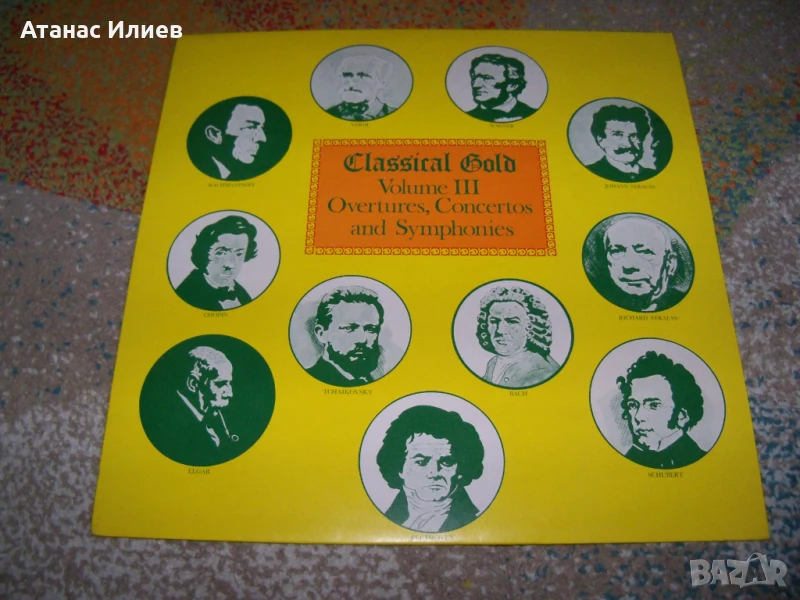 Атанас Илиев
VERDI
WAGNER
RACHMANINOFF
JOHANN STRAUSS
Classical Gold
Volume III
Overtures, Concertos
and Symphonies
CHOPIN
RICHARD STRAUSS
TCHAIKOVSKY
BACH
ELGAR
SCHUBERT
BEETHOVEN
BAZAR